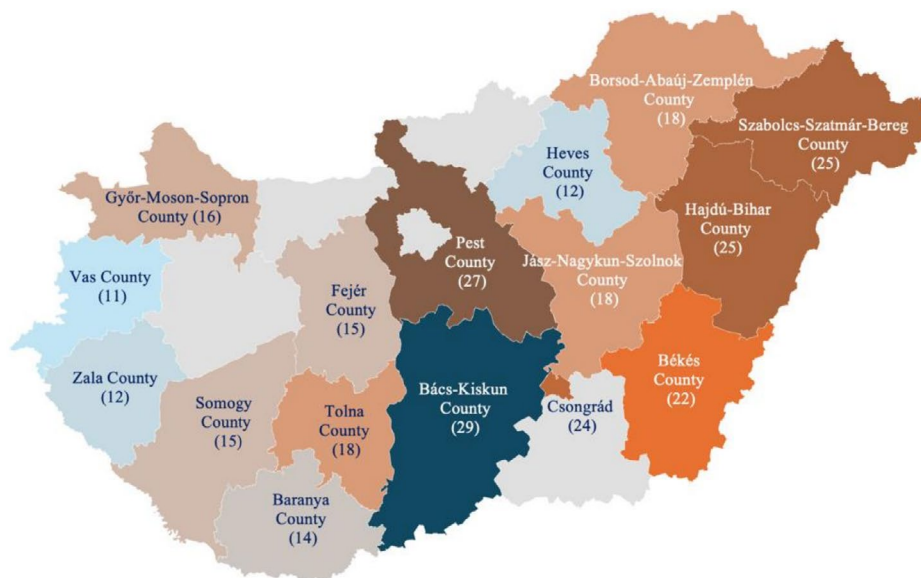 Borsod-Abaúj-Zemplén
County
(18)
Szabolcs-Szatmár-Bereg
County
(25)
Heves
County
(12)
Győr-Moson-Sopron
County (16)
Hajdú-Bihar
County
(25)
Pest
County
(27)
Jász-Nagykun-Szolnok
County
(18)
Vas County
(11)
Fejér
County
(15)
Békés
County
(22)
Zala County
(12)
Bács-Kiskun
County
(29)
Somogy
County
(15)
Tolna
County
(18)
Csongrád
(24)
Baranya
County
(14)